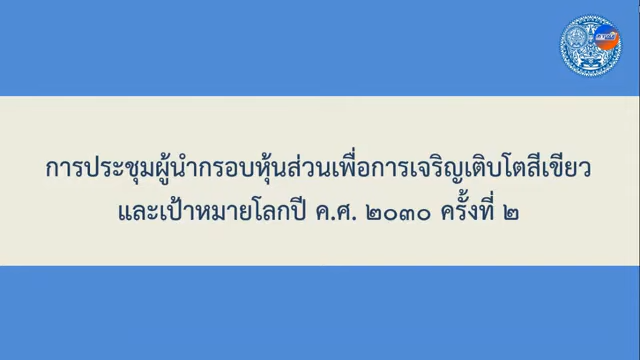 การประชุมผู้นำกรอบหุ้นส่วนเพื่อการเจริญเติบโตสีเขียว
และเป้าหมายโลกปี ค.ศ. ๒๐๓๐ ครั้งที่ ๒